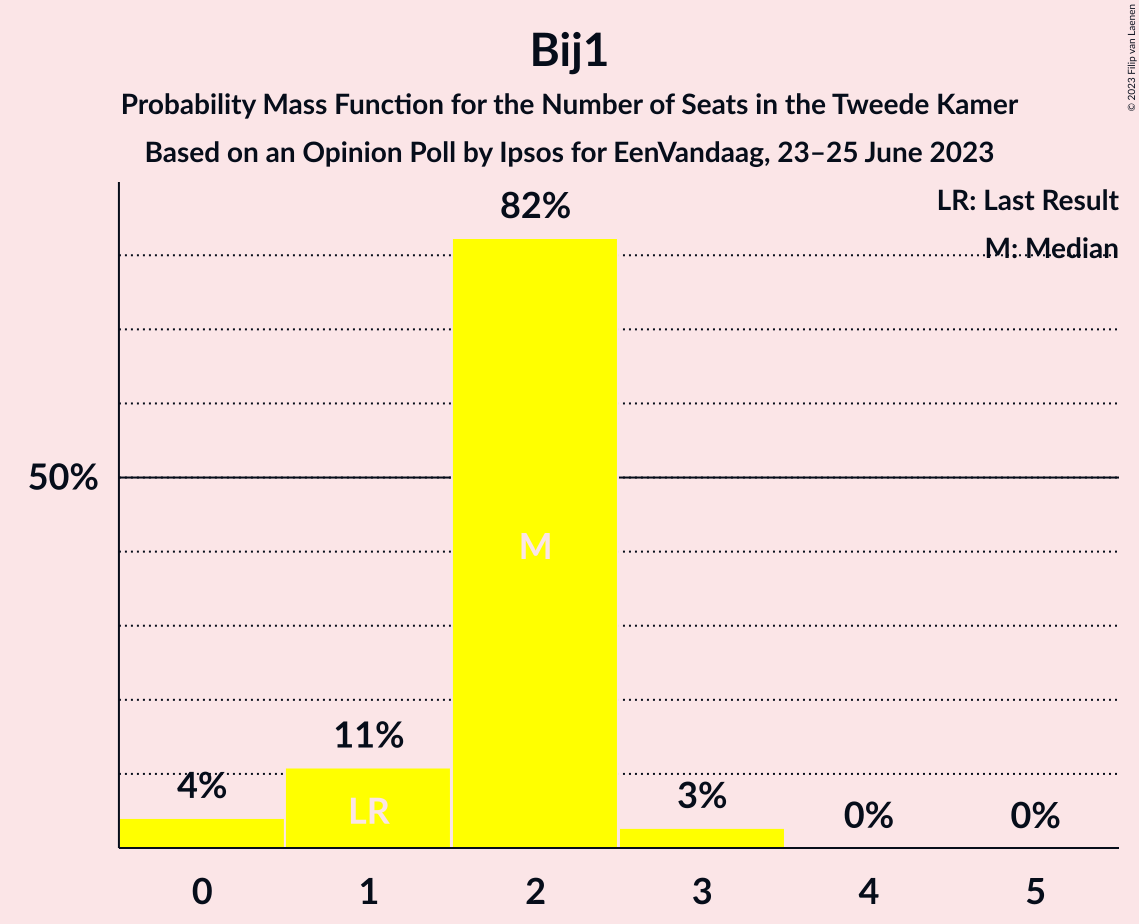 Bij1
Probability Mass Function for the Number of Seats in the Tweede Kamer
Based on an Opinion Poll by Ipsos for EenVandaag, 23–25 June 2023
© 2023 Filip van Laenen
LR: Last Result
M: Median
82%
50%
M
11%
4%
LR
3%
0%
0%
0
1
2
3
4
5